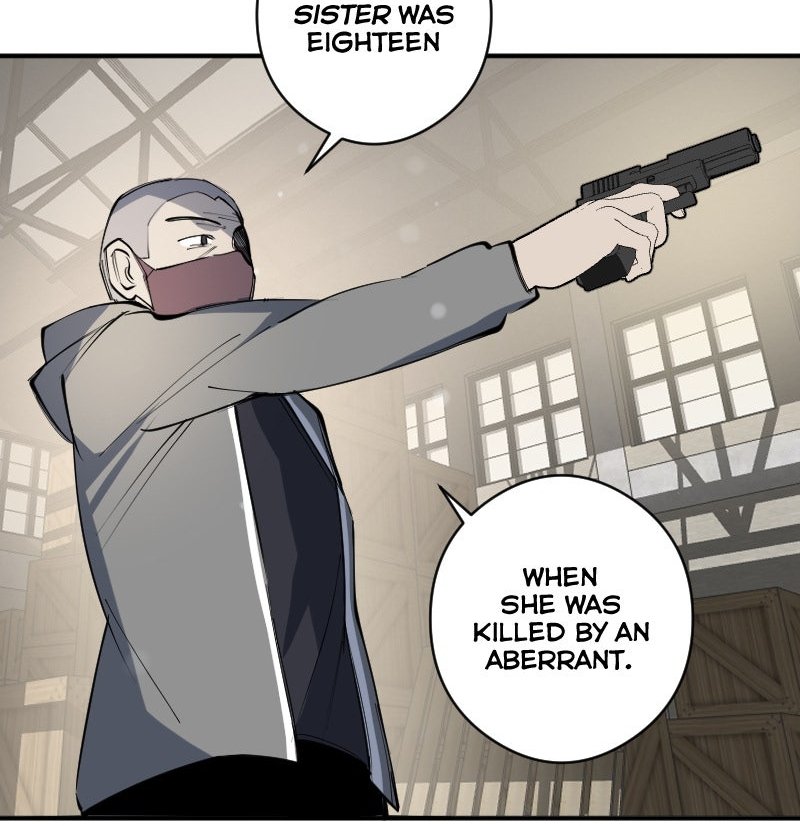 SISTER WAS
EIGHTEEN
WHEN
SHE WAS
KILLED BY AN
ABERRANT.